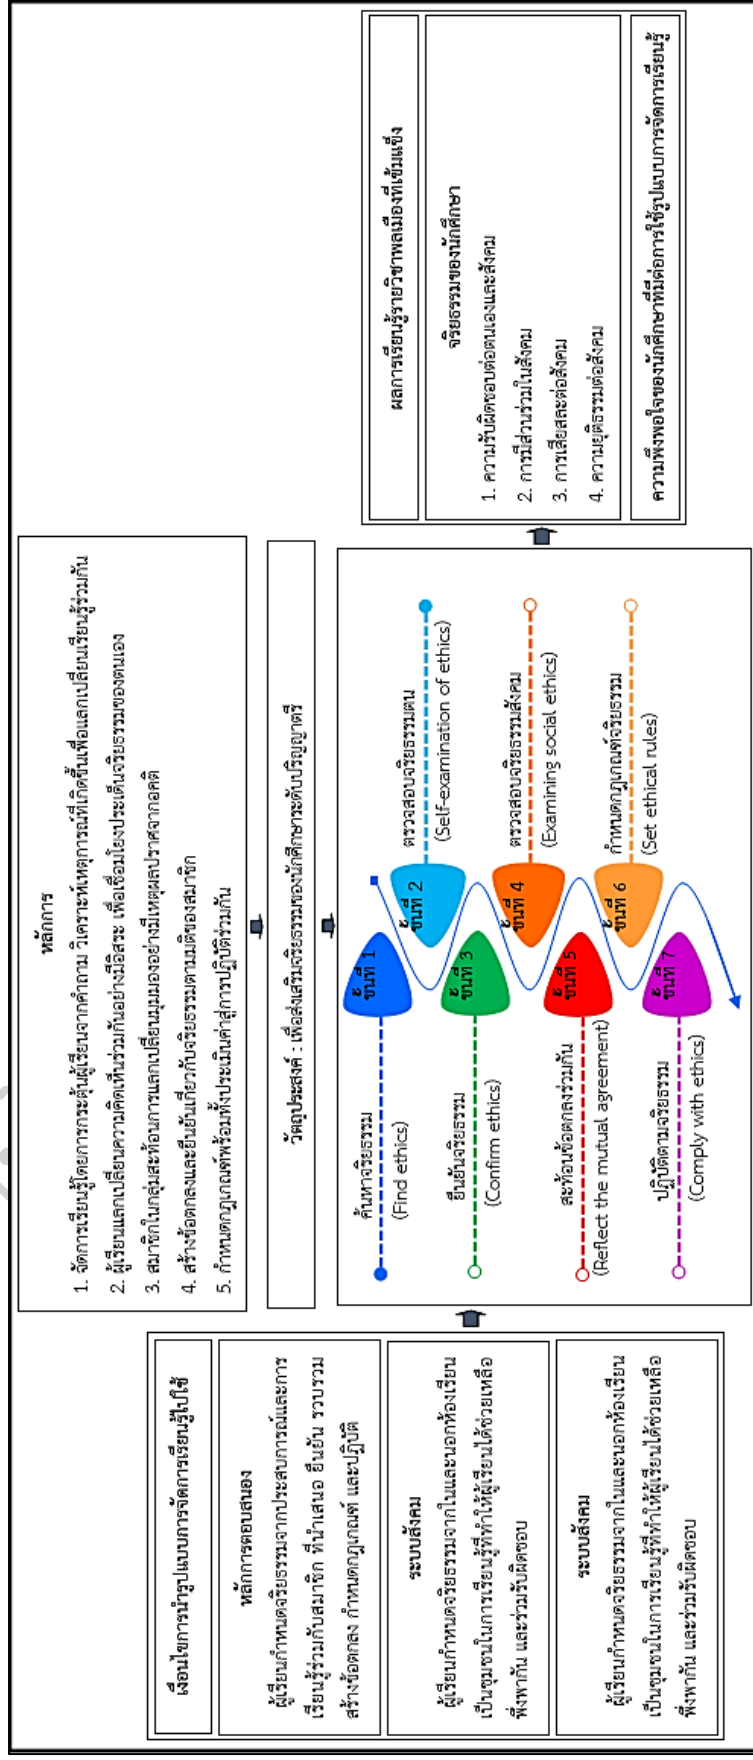 หลักการ
1. จัดการเรียนรู้โดยการกระตุ้นผู้เรียนจากคำถาม วิเคราะห์เหตุการณ์ที่เกิดขึ้นเพื่อแลกเปลี่ยนเรียนรู้ร่วมกัน
2. ผู้เรียนแลกเปลี่ยนความคิดเห็นร่วมกันอย่างมีอิสระ เพื่อเชื่อมโยงประเด็นจริยธรรมของตนเอง
3. สมาชิกในกลุ่มสะท้อนการแลกเปลี่ยนมุมมองอย่างมีเหตุผลปราศจากอคติ
4. สร้างข้อตกลงและยืนยันเกี่ยวกับจริยธรรมตามมติของสมาชิก
5. กำหนดกฎเกณฑ์พร้อมทั้งประเมินค่าสู่การปฏิบัติร่วมกัน
วัตถุประสงค์ : เพื่อส่งเสริมจริยธรรมของนักศึกษาระดับปริญญาตรี
เงื่อนไขการนำรูปแบบการจัดการเรียนรู้ไปใช้
หลักการตอบสนอง
ผู้เรียนกำหนดจริยธรรมจากประสบการณ์และการ
เรียนรู้ร่วมกับสมาชิก ที่นำเสนอ ยืนยัน รวบรวม
สร้างข้อตกลง กำหนดกฎเกณฑ์ และปฏิบัติ
ระบบสังคม
ผู้เรียนกำหนดจริยธรรมจากในและนอกห้องเรียน
เป็นชุมชนในการเรียนรู้ที่ทำให้ผู้เรียนได้ช่วยเหลือ
พึ่งพากัน และร่วมรับผิดชอบ
ระบบสังคม
ผู้เรียนกำหนดจริยธรรมจากในและนอกห้องเรียน
เป็นชุมชนในการเรียนรู้ที่ทำให้ผู้เรียนได้ช่วยเหลือ
พึ่งพากัน และร่วมรับผิดชอบ
ค้นหาจริยธรรม
(Find ethics)
ขั้นที่ 1
ขั้นที่ 2
ตรวจสอบจริยธรรมตน
(Self-examination of ethics)
ยืนยันจริยธรรม
(Confirm ethics)
ขั้นที่ 3
ขั้นที่ 4
ตรวจสอบจริยธรรมสังคม
(Examining social ethics)
สะท้อนข้อตกลงร่วมกัน
(Reflect the mutual agreement)
ขั้นที่ 5
ขั้นที่ 6
กำหนดกฎเกณฑ์จริยธรรม
(Set ethical rules)
ปฏิบัติตามจริยธรรม
(Comply with ethics)
ขั้นที่ 7
ผลการเรียนรู้รายวิชาพลเมืองที่เข้มแข็ง
จริยธรรมของนักศึกษา
1. ความรับผิดชอบต่อตนเองและสังคม
2. การมีส่วนร่วมในสังคม
3. การเสียสละต่อสังคม
4. ความยุติธรรมต่อสังคม
ความพึงพอใจของนักศึกษาที่มีต่อการใช้รูปแบบการจัดการเรียนรู้